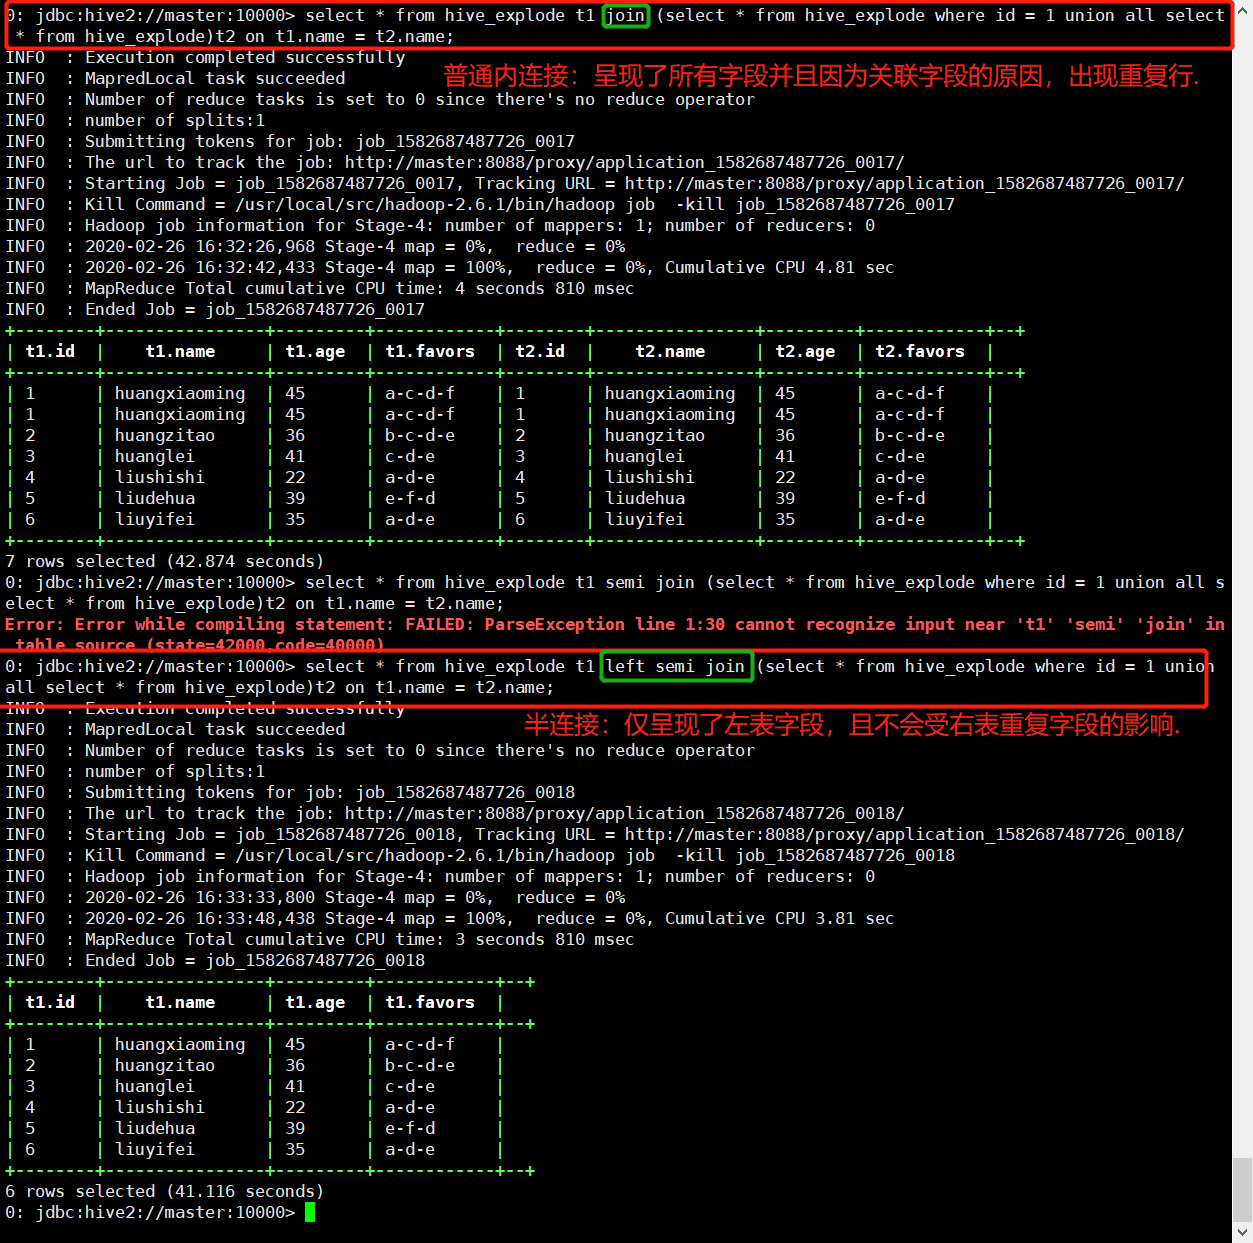 0: jdbc:hive2://master:10000> select * from hive_explode t1 join (select * from hive_explode where id = 1 union all select
* from hive_explode)t2 on t1.name = t2.name;
INFO  : Execution completed successfully
普通内连接：呈现了所有字段并且因为关联字段的原因，出现重复行.
INFO  : MapredLocal task succeeded
INFO  : Number of reduce tasks is set to 0 since there's no reduce operator
INFO  : number of splits:1
INFO  : Submitting tokens for job: job_1582687487726_0017
INFO  : The url to track the job: http://master:8088/proxy/application_1582687487726_0017/
INFO  : Starting Job = job_1582687487726_0017, Tracking URL = http://master:8088/proxy/application_1582687487726_0017/
INFO  : Kill Command = /usr/local/src/hadoop-2.6.1/bin/hadoop job  -kill job_1582687487726_0017
INFO  : Hadoop job information for Stage-4: number of mappers: 1; number of reducers: 0
INFO  : 2020-02-26 16:32:26,968 Stage-4 map = 0%,  reduce = 0%
INFO  : 2020-02-26 16:32:42,433 Stage-4 map = 100%,  reduce = 0%, Cumulative CPU 4.81 sec
INFO  : MapReduce Total cumulative CPU time: 4 seconds 810 msec
INFO  : Ended Job = job_1582687487726_0017
+--------+----------------+---------+------------+--------+----------------+---------+------------+--+
| t1.id  |    t1.name     | t1.age  | t1.favors  | t2.id  |    t2.name     | t2.age  | t2.favors  |
+--------+----------------+---------+------------+--------+----------------+---------+------------+--+
| 1      | huangxiaoming  | 45      | a-c-d-f    | 1      | huangxiaoming  | 45      | a-c-d-f    |
| 1      | huangxiaoming  | 45      | a-c-d-f    | 1      | huangxiaoming  | 45      | a-c-d-f    |
| 2      | huangzitao     | 36      | b-c-d-e    | 2      | huangzitao     | 36      | b-c-d-e    |
| 3      | huanglei       | 41      | c-d-e      | 3      | huanglei       | 41      | c-d-e      |
| 4      | liushishi      | 22      | a-d-e      | 4      | liushishi      | 22      | a-d-e      |
| 5      | liudehua       | 39      | e-f-d      | 5      | liudehua       | 39      | e-f-d      |
| 6      | liuyifei       | 35      | a-d-e      | 6      | liuyifei       | 35      | a-d-e      |
+--------+----------------+---------+------------+--------+----------------+---------+------------+--+
7 rows selected (42.874 seconds)
0: jdbc:hive2://master:10000> select * from hive_explode t1 semi join (select * from hive_explode where id = 1 union all s
elect * from hive_explode)t2 on t1.name = t2.name;
Error: Error while compiling statement: FAILED: ParseException line 1:30 cannot recognize input near 't1' 'semi' 'join' in
table source (state=42000,code=40000)
0: jdbc:hive2://master:10000> select * from hive_explode t1 left semi join (select * from hive_explode where id = 1 union
all select * from hive_explode)t2 on t1.name = t2.name;
INFO  : Execution completed successfully
半连接：仅呈现了左表字段，且不会受右表重复字段的影响.
INFO  : MapredLocal task succeeded
INFO  : Number of reduce tasks is set to 0 since there's no reduce operator
INFO  : number of splits:1
INFO  : Submitting tokens for job: job_1582687487726_0018
INFO  : The url to track the job: http://master:8088/proxy/application_1582687487726_0018/
INFO  : Starting Job = job_1582687487726_0018, Tracking URL = http://master:8088/proxy/application_1582687487726_0018/
INFO  : Kill Command = /usr/local/src/hadoop-2.6.1/bin/hadoop job  -kill job_1582687487726_0018
INFO  : Hadoop job information for Stage-4: number of mappers: 1; number of reducers: 0
INFO  : 2020-02-26 16:33:33,800 Stage-4 map = 0%,  reduce = 0%
INFO  : 2020-02-26 16:33:48,438 Stage-4 map = 100%,  reduce = 0%, Cumulative CPU 3.81 sec
INFO  : MapReduce Total cumulative CPU time: 3 seconds 810 msec
INFO  : Ended Job = job_1582687487726_0018
+--------+----------------+---------+------------+--+
| t1.id  |    t1.name     | t1.age  | t1.favors  |
+--------+----------------+---------+------------+--+
| 1      | huangxiaoming  | 45      | a-c-d-f    |
| 2      | huangzitao     | 36      | b-c-d-e    |
| 3      | huanglei       | 41      | c-d-e      |
| 4      | liushishi      | 22      | a-d-e      |
| 5      | liudehua       | 39      | e-f-d      |
| 6      | liuyifei       | 35      | a-d-e      |
+--------+----------------+---------+------------+--+
6 rows selected (41.116 seconds)
0: jdbc:hive2://master:10000>